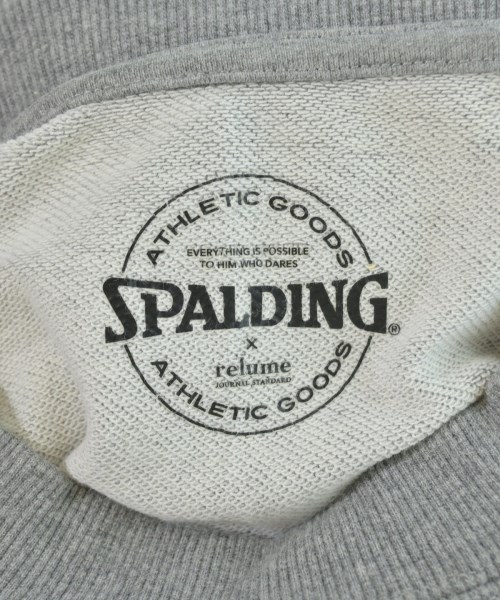 ATHLETIC GOODS
EVERYTHING IS POSSIBLE
TO HIM WHO DARES
SPALDING®
×
relume
JOURNAL STANDARD
ATHLETIC GOODS